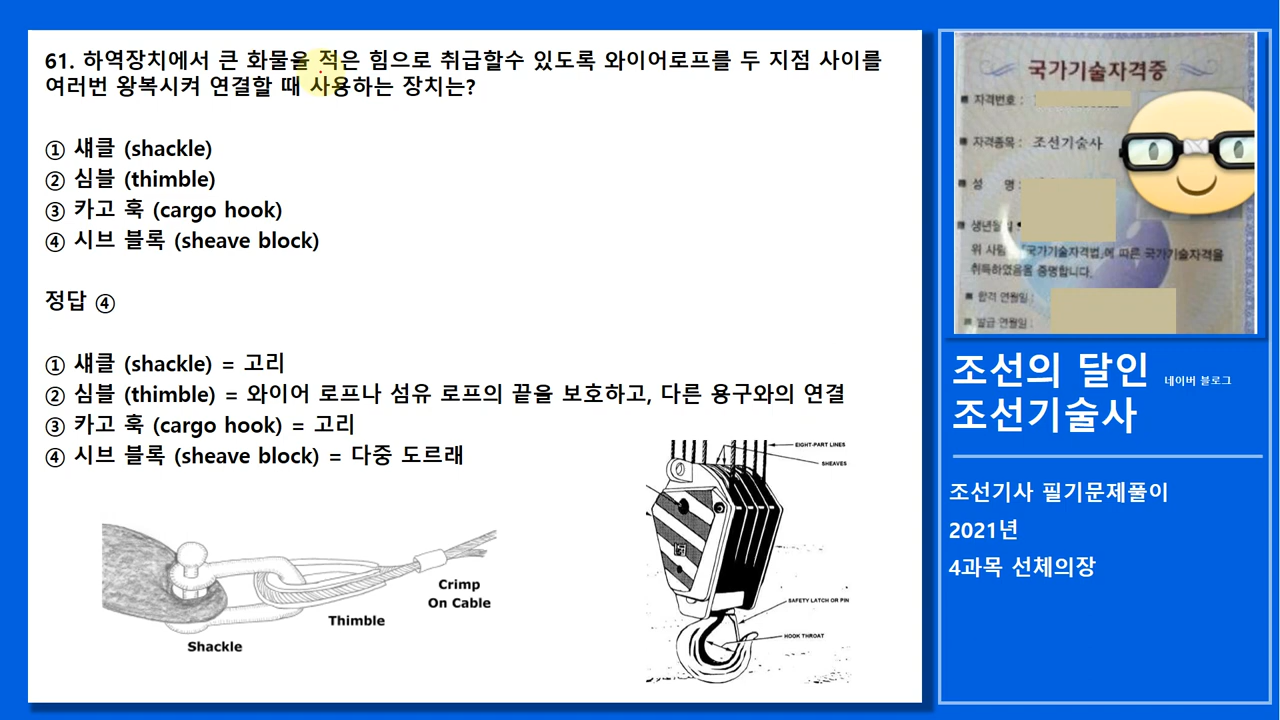 61. 하역장치에서 큰 화물을 적은 힘으로 취급할수 있도록 와이어로프를 두 지점 사이를
여러번 왕복시켜 연결할 때 사용하는 장치는?
① 섀클 (shackle)
② 심블 (thimble)
③ 카고 훅 (cargo hook)
④ 시브 블록 (sheave block)
정답 ④
① 섀클 (shackle) = 고리
② 심블 (thimble) = 와이어 로프나 섬유 로프의 끝을 보호하고, 다른 용구와의 연결
③ 카고 훅 (cargo hook) = 고리
④ 시브 블록 (sheave block) = 다중 도르래
Shackle
Thimble
Crimp
On Cable
EIGHT-PART LINES
SHEAVES
SAFETY LATCH OR PIN
HOOK THROAT
국가기술자격증
■ 자격번호 :
■ 자격종목 : 조선기술사
■ 성 명 :
■ 생년월일
위 사람은 「국가기술자격법」에 따른 국가기술자격을
취득하였음을 증명합니다.
■ 합격 연월일 :
■ 발급 연월일 :
조선의 달인 네이버 블로그
조선기술사
조선기사 필기문제풀이
2021년
4과목 선체의장